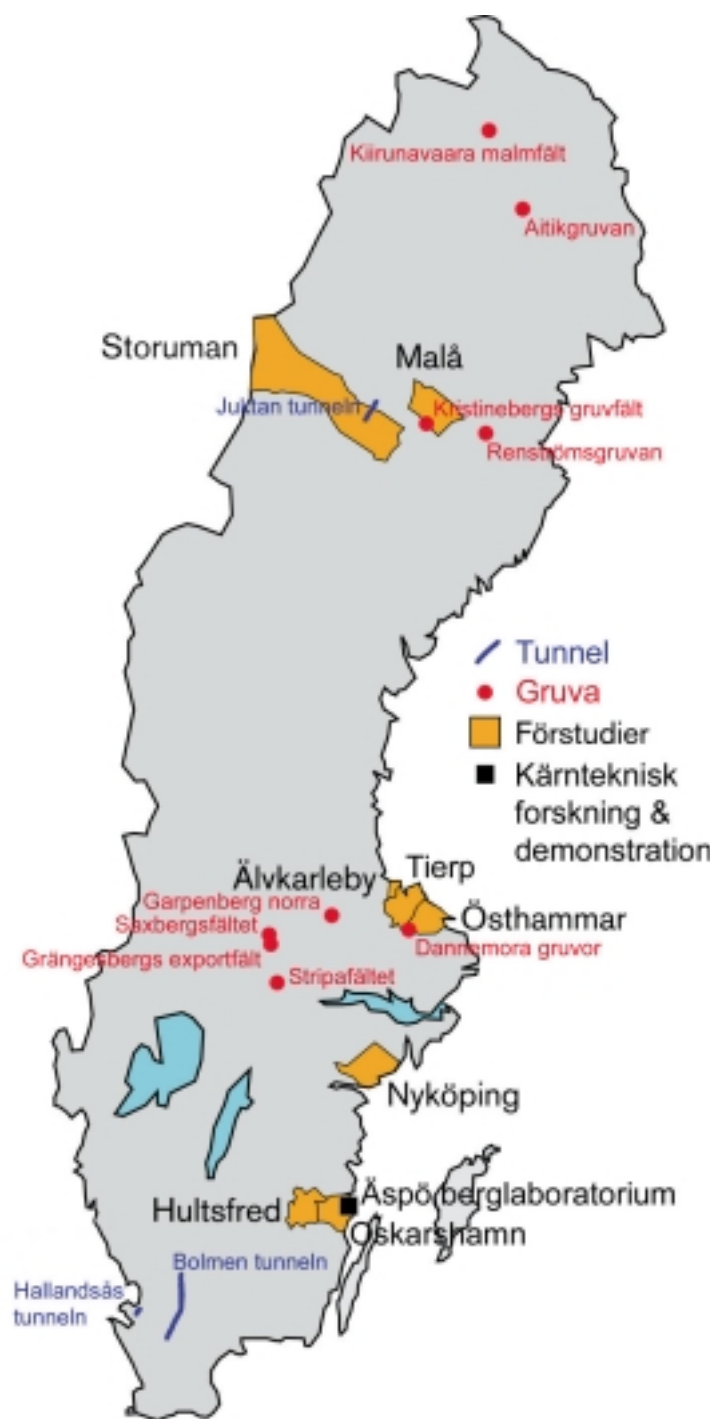 Kiirunavaara malmfält
Aitikgruvan
Storuman
Malå
Juktan tunneln
Kristinebergs gruvfält
Renströmsgruvan
Tunnel
Gruva
Förstudier
Kärnteknisk
forskning &
demonstration
Älvkarleby
Tierp
Garpenberg norra
Saxbergsfältet
Östhammar
Grängesbergs exportfält
Dannemora gruvor
Stripafältet
Nyköping
Hultsfred
Äspö berglaboratorium
Oskarshamn
Bolmen tunneln
Hallandsås
tunneln